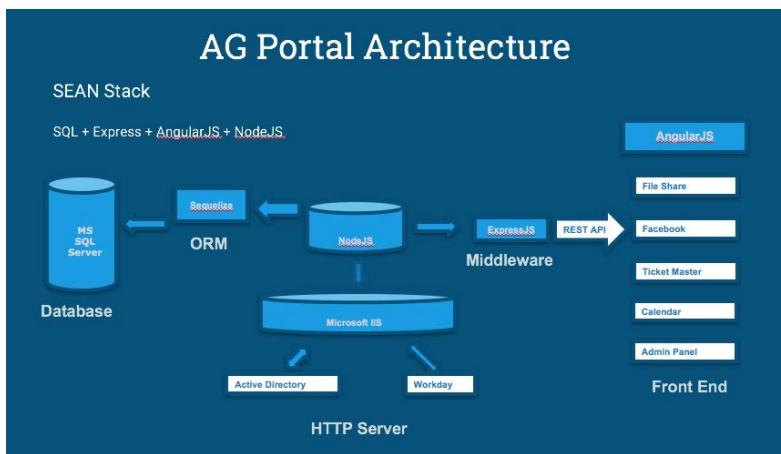 AG Portal Architecture
SEAN Stack
SQL + Express + AngularJS + NodeJS
AngularJS
File Share
Facebook
Ticket Master
Calendar
Admin Panel
Front End
MS
SQL
Server
Database
Sequelize
ORM
NodeJS
ExpressJS
Middleware
REST API
Microsoft IIS
Active Directory
Workday
HTTP Server